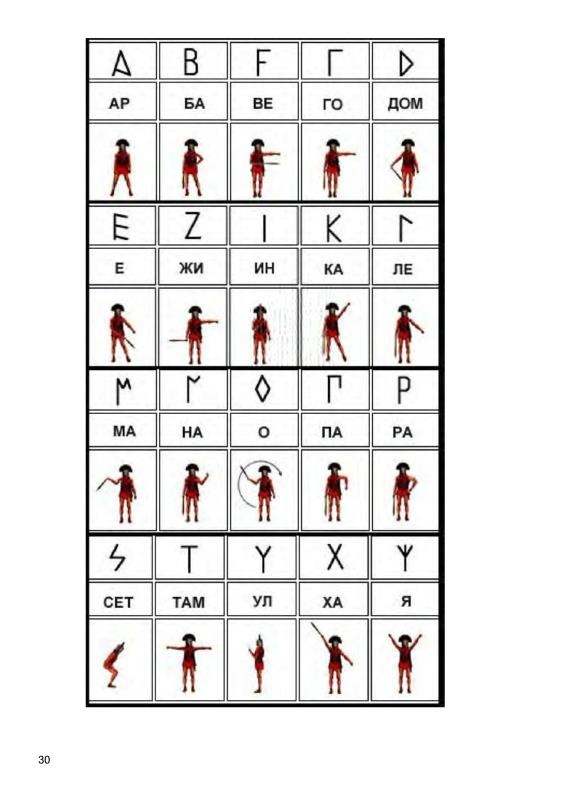 А В F Г D
АР БА ВЕ ГО ДОМ
E Z I K Г
Е ЖИ ИН КА ЛЕ
М Г ◊ П Р
МА НА О ПА РА
S T Y X Ψ
СЕТ ТАМ УЛ ХА Я
30